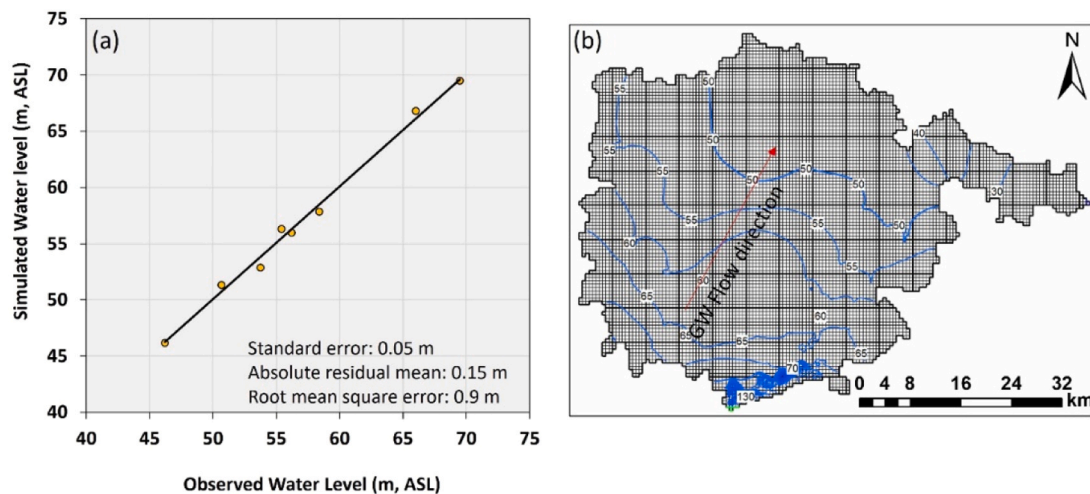 (a)
75
70
65
60
55
50
45
40
40 45 50 55 60 65 70 75
Simulated Water level (m, ASL)
Observed Water Level (m, ASL)
Standard error: 0.05 m
Absolute residual mean: 0.15 m
Root mean square error: 0.9 m
(b)
N
55
50
40
55
50
50
50
30
55
50
60
55
60
65
60
65
65
65
70
130
GW Flow direction
0 4 8 16 24 32
km